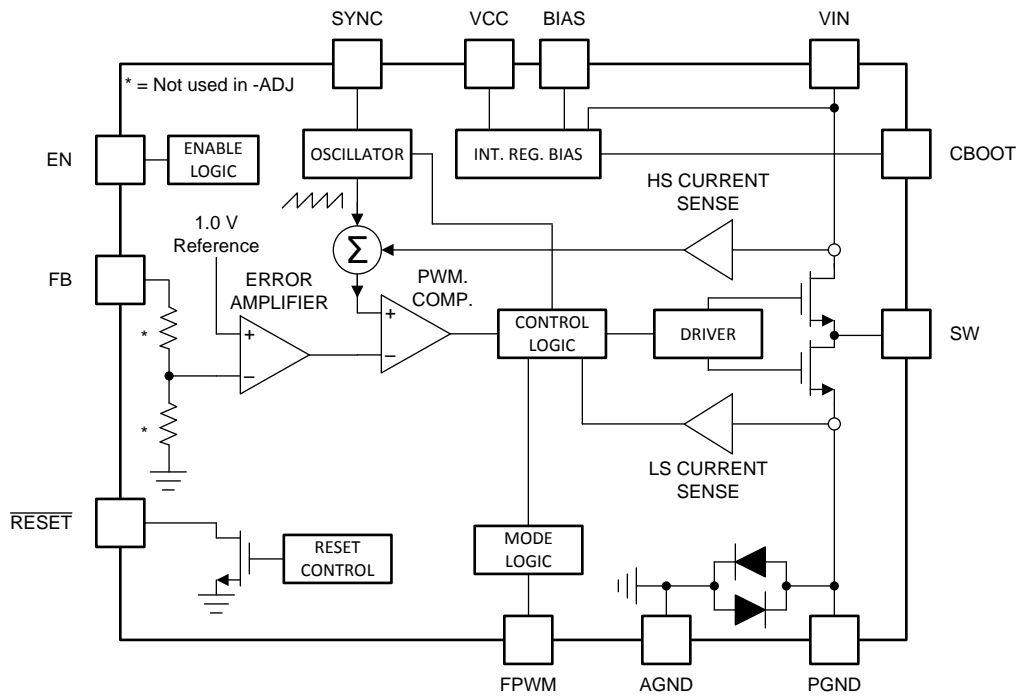 SYNC
VCC
BIAS
VIN
* = Not used in -ADJ
EN
ENABLE
LOGIC
OSCILLATOR
INT. REG. BIAS
CBOOT
HS CURRENT
SENSE
1.0 V
Reference
Σ
FB
ERROR
AMPLIFIER
PWM.
COMP.
*
+
−
+
−
CONTROL
LOGIC
DRIVER
SW
*
LS CURRENT
SENSE
RESET
RESET
CONTROL
MODE
LOGIC
FPWM
AGND
PGND